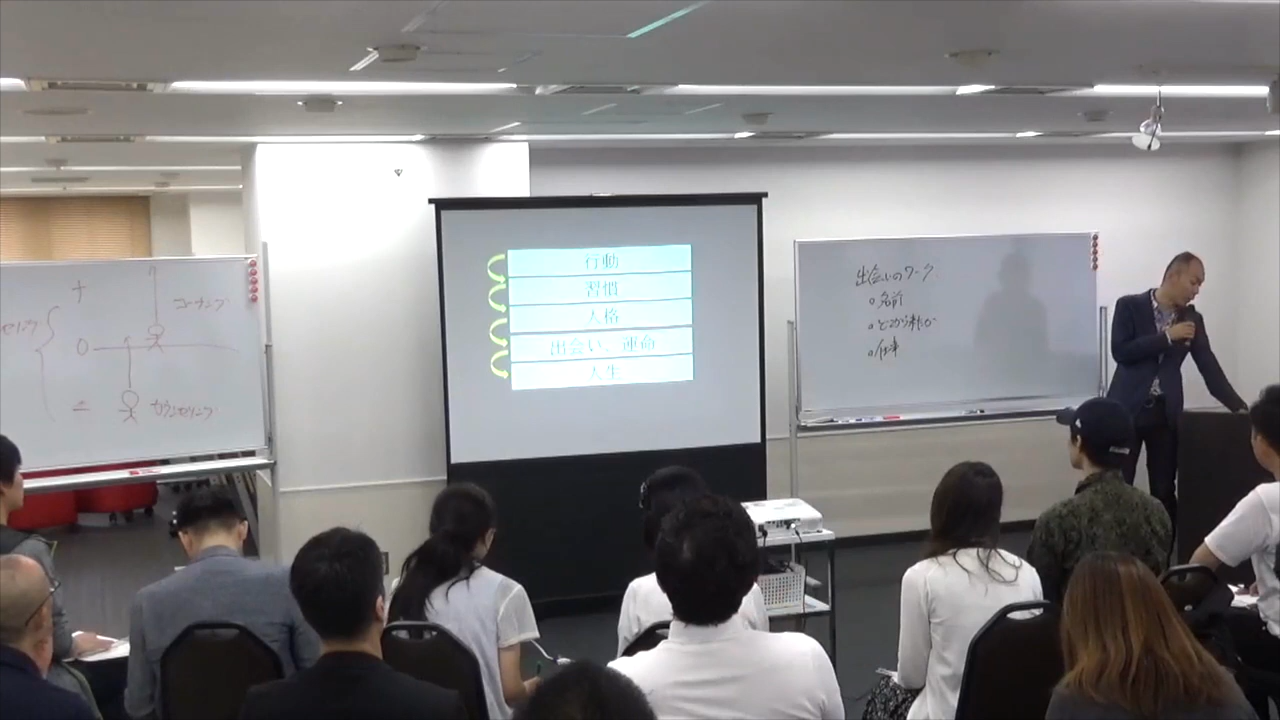 +
コーチング
0
−
カウンセリング
行動
習慣
人格
出会い、運命
人生
出会いのワーク
○名前
○どこから来たか
○仕事